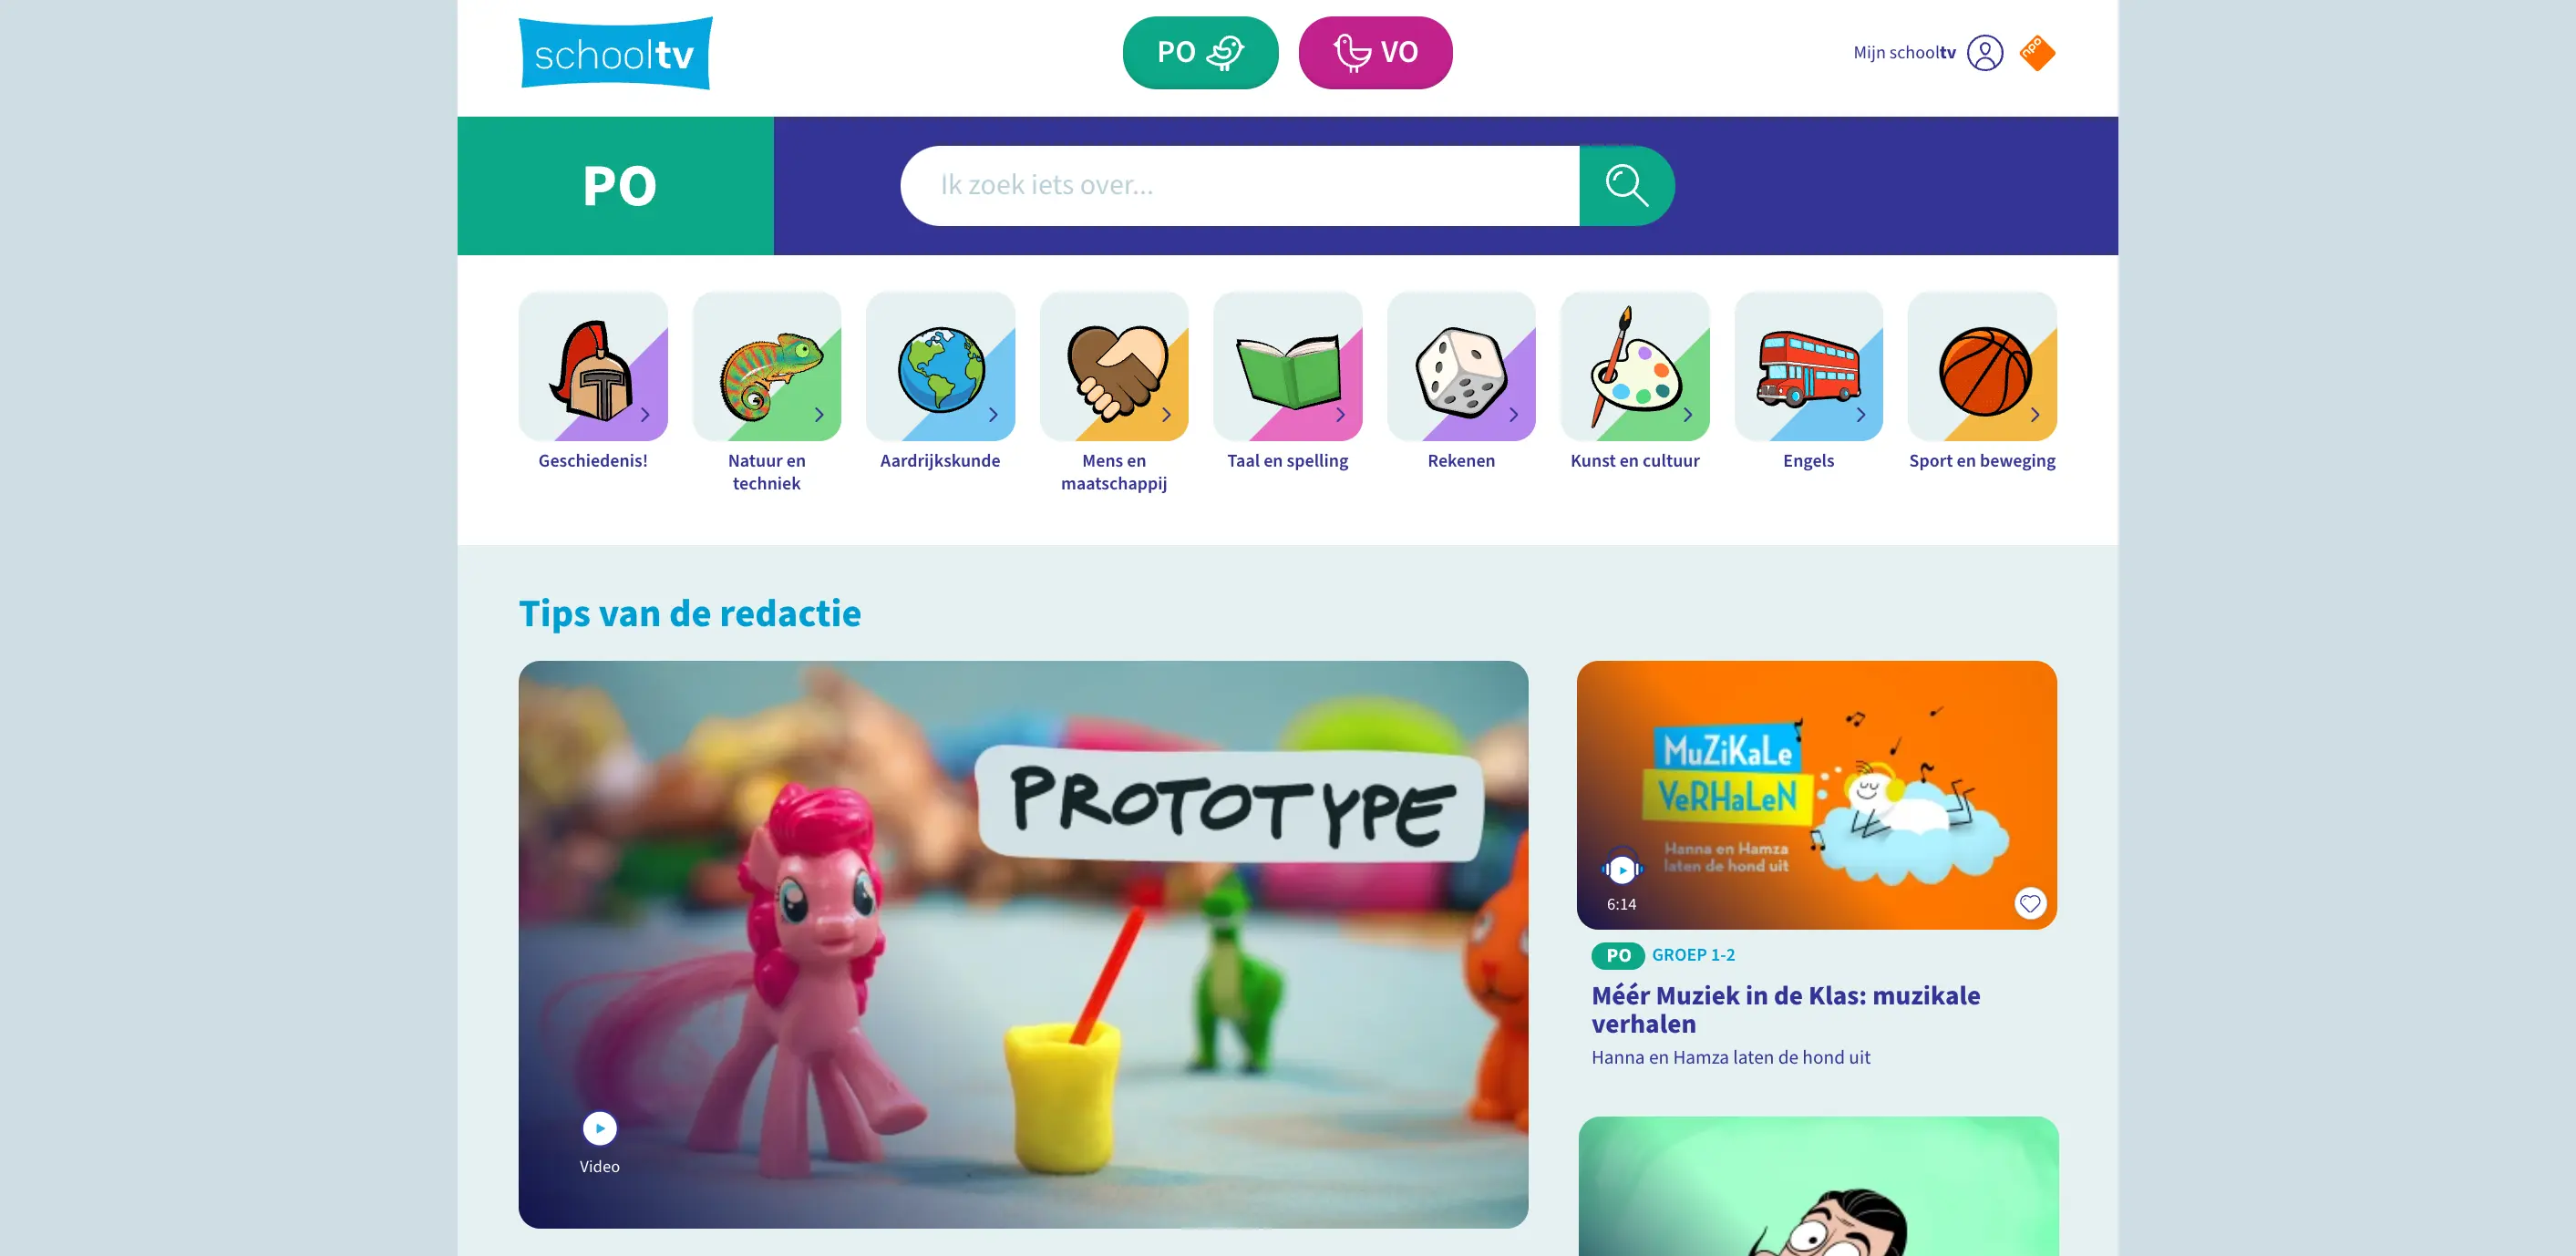 schooltv
PO
VO
Mijn schooltv
npo
PO
Ik zoek iets over...
Geschiedenis!
Natuur en
techniek
Aardrijkskunde
Mens en
maatschappij
Taal en spelling
Rekenen
Kunst en cultuur
Engels
Sport en beweging
Tips van de redactie
PROTOTYPE
Video
MuZiKaLe
VeRHaLeN
Hanna en Hamza
laten de hond uit
6:14
PO GROEP 1-2
Méér Muziek in de Klas: muzikale
verhalen
Hanna en Hamza laten de hond uit